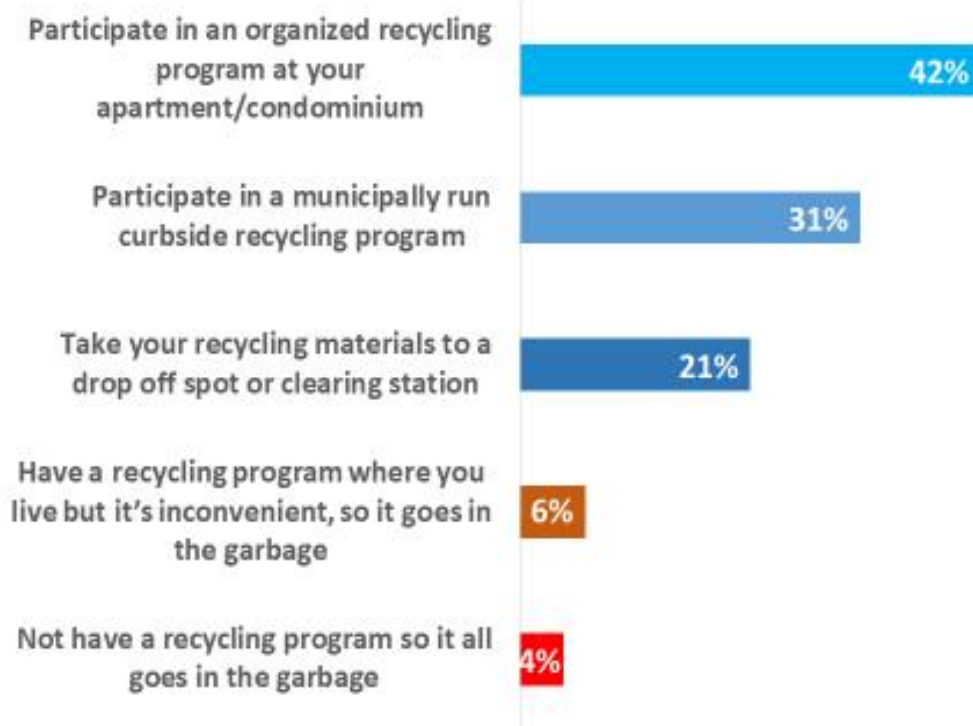 Participate in an organized recycling
program at your
apartment/condominium
42%
Participate in a municipally run
curbside recycling program
31%
Take your recycling materials to a
drop off spot or clearing station
21%
Have a recycling program where you
live but it’s inconvenient, so it goes in
the garbage
6%
Not have a recycling program so it all
goes in the garbage
4%